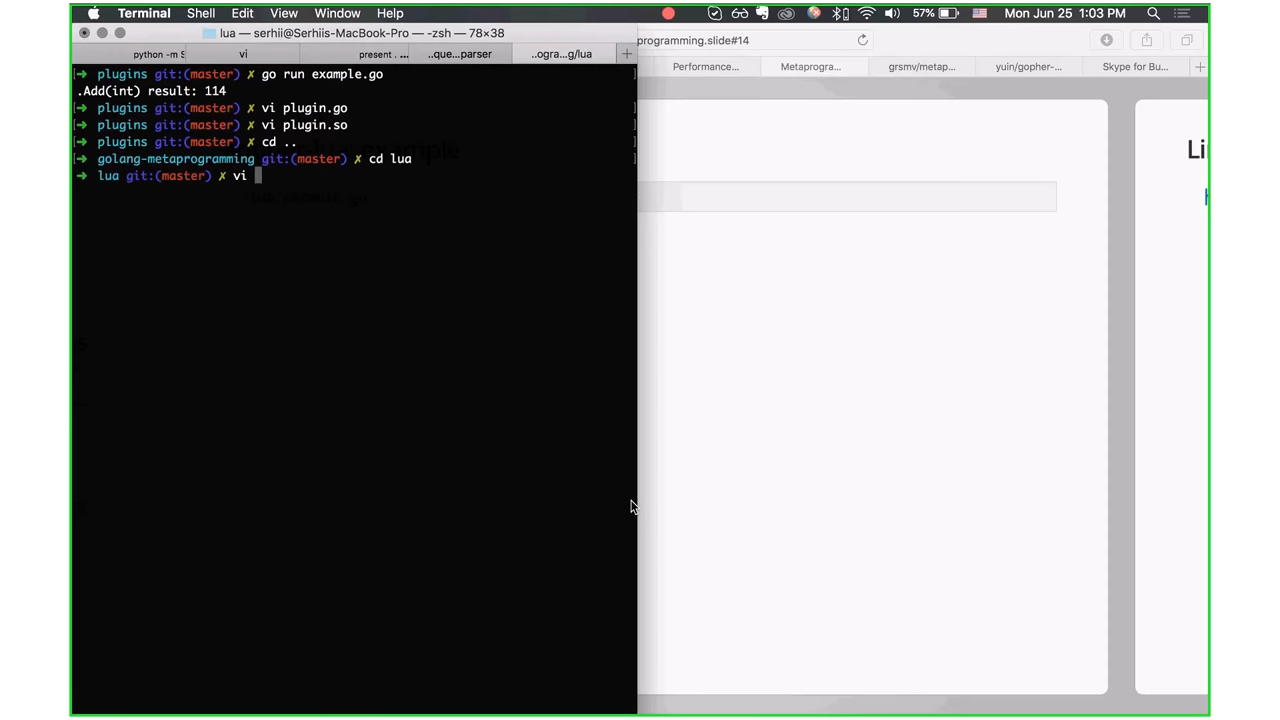 Terminal Shell Edit View Window Help 57% Mon Jun 25 1:03 PM
lua — serhii@Serhiis-MacBook-Pro — -zsh — 78×38
python -m S vi present . ... ..que...parser ..ogra...g/lua +
programming.slide#14
Performance... Metaprogra... grsmv/metap... yuin/gopher-... Skype for Bu... +
[→ plugins git:(master) ✗ go run example.go ]
.Add(int) result: 114
[→ plugins git:(master) ✗ vi plugin.go ]
[→ plugins git:(master) ✗ vi plugin.so ]
[→ plugins git:(master) ✗ cd .. ]
[→ golang-metaprogramming git:(master) ✗ cd lua ]
→ lua git:(master) ✗ vi
example
Li